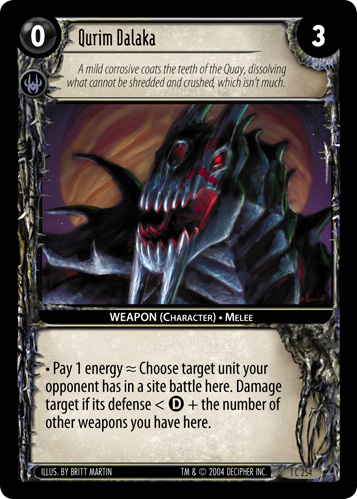 0 Qurim Dalaka 3
A mild corrosive coats the teeth of the Quay, dissolving
what cannot be shredded and crushed, which isn't much.
WEAPON (Character) • Melee
• Pay 1 energy ≈ Choose target unit your
opponent has in a site battle here. Damage
target if its defense < D + the number of
other weapons you have here.
ILLUS. BY BRITT MARTIN TM & © 2004 DECIPHER INC. 1 C 254